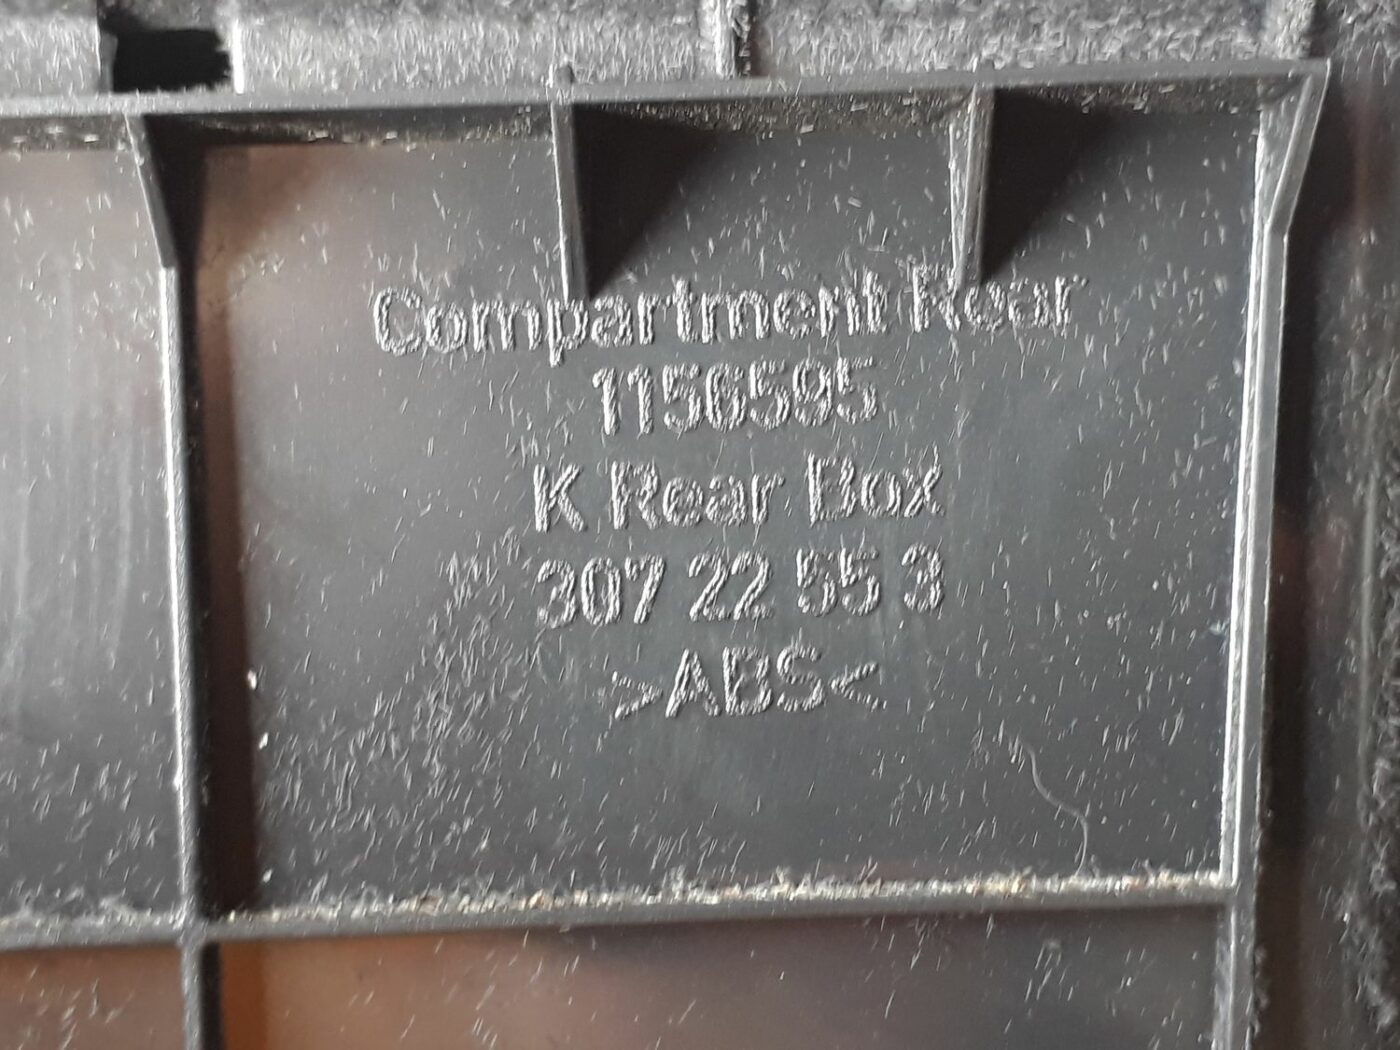 Compartment Rear
1156595
K Rear Box
307 22 55 3
>ABS<